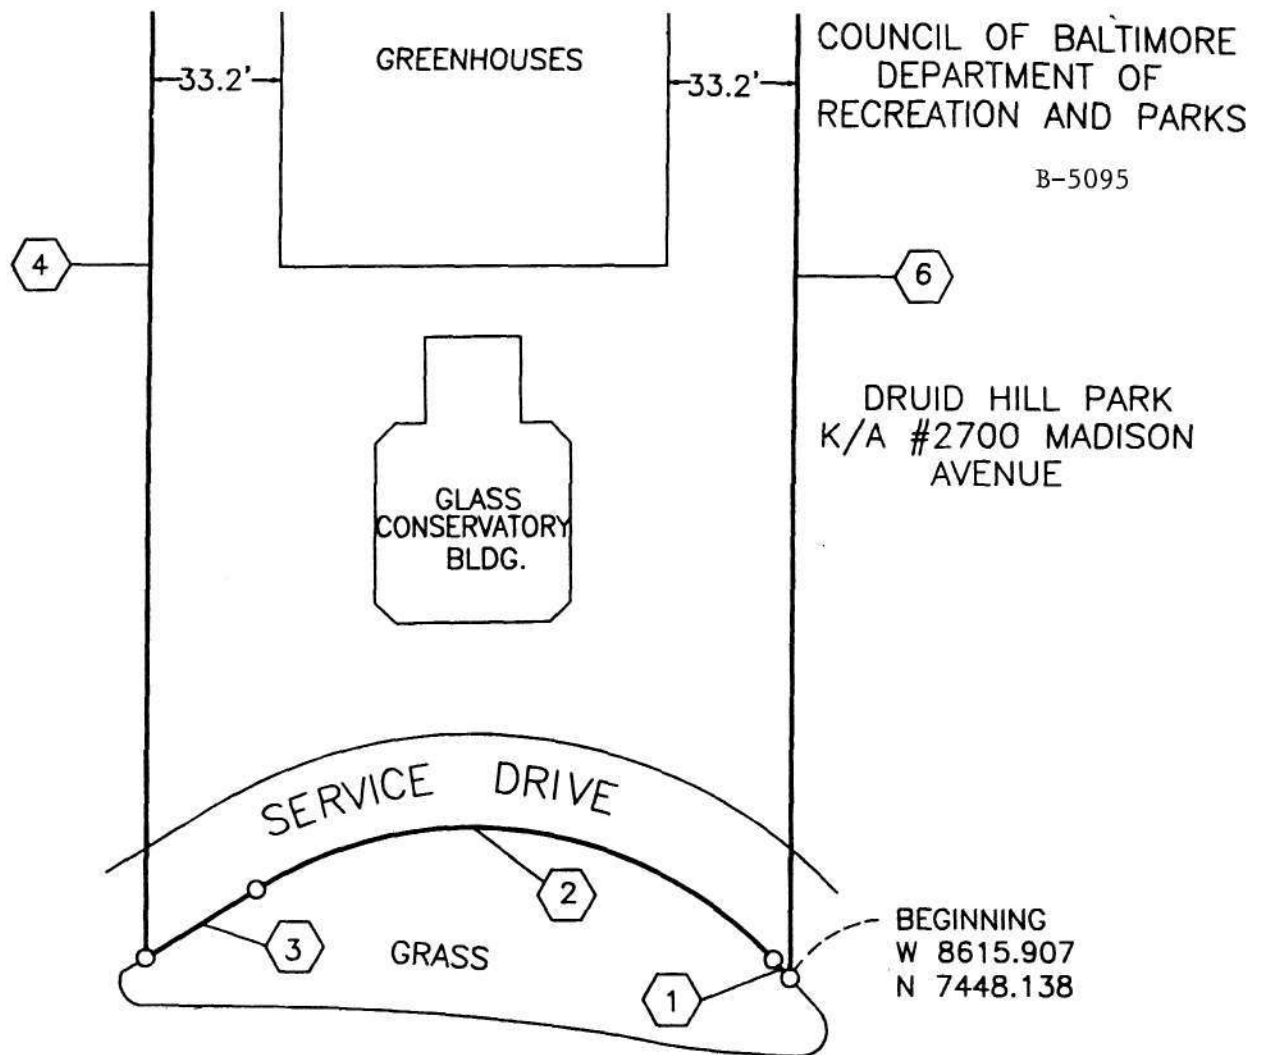 GREENHOUSES
33.2'
33.2'
COUNCIL OF BALTIMORE
DEPARTMENT OF
RECREATION AND PARKS
B-5095
4
6
DRUID HILL PARK
K/A #2700 MADISON
AVENUE
GLASS
CONSERVATORY
BLDG.
SERVICE DRIVE
2
3
GRASS
1
BEGINNING
W 8615.907
N 7448.138